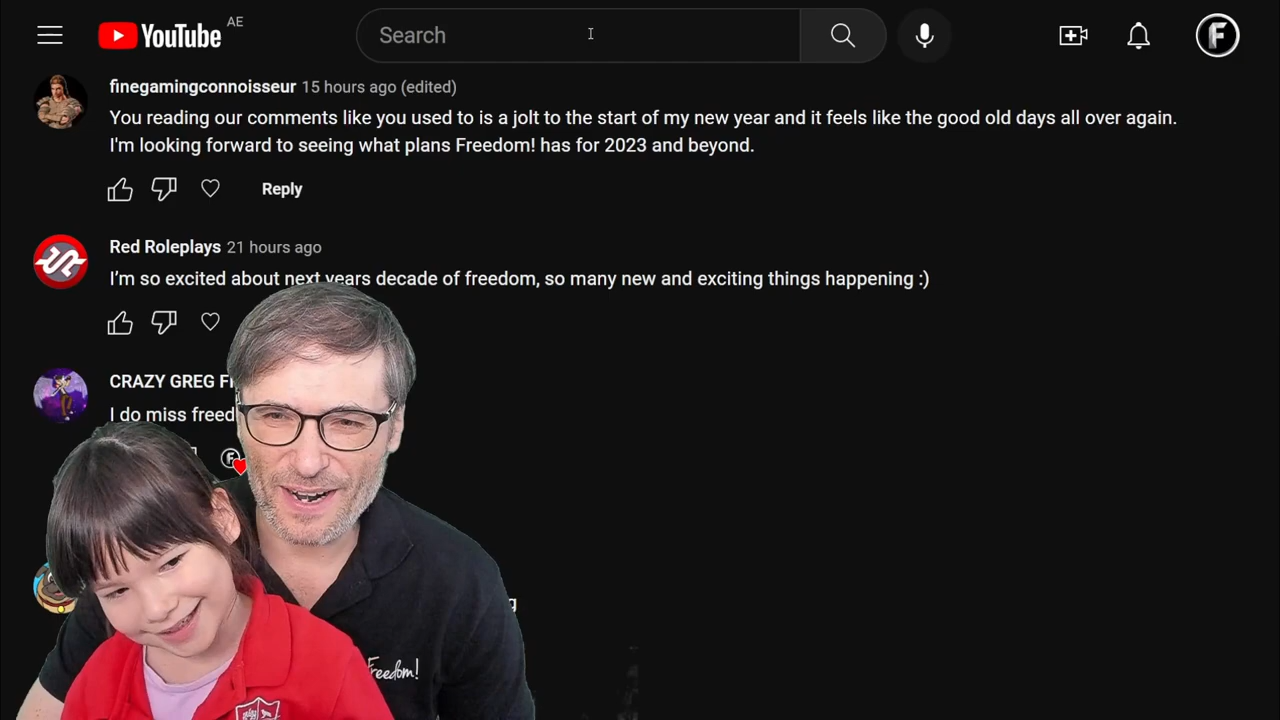 YouTube AE
Search
F
finegamingconnoisseur 15 hours ago (edited)
You reading our comments like you used to is a jolt to the start of my new year and it feels like the good old days all over again.
I'm looking forward to seeing what plans Freedom! has for 2023 and beyond.
Reply
Red Roleplays 21 hours ago
I’m so excited about next years decade of freedom, so many new and exciting things happening :)
CRAZY GREG
I do miss
F
g
Freedom!